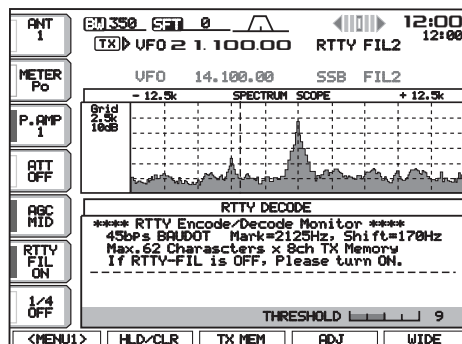 ANT
1
BW 350 SFT 0
12:00
12:00
TX VFO 21.100.00 RTTY FIL2
METER
Po
VFO 14.100.00 SSB FIL2
- 12.5k SPECTRUM SCOPE + 12.5k
Grid
2.5k
10dB
P.AMP
1
ATT
OFF
AGC
MID
RTTY DECODE
**** RTTY Encode/Decode Monitor ****
45bps BAUDOT Mark=2125Hz, Shift=170Hz
Max.62 Charascters x 8ch TX Memory
If RTTY-FIL is OFF, Please turn ON.
RTTY
FIL
ON
1/4
OFF
THRESHOLD 9
<MENU1> HLD/CLR TX MEM ADJ WIDE